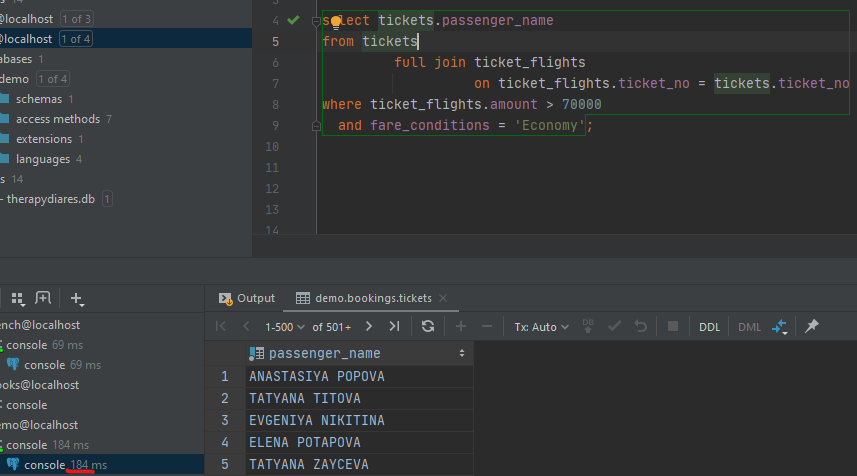 @localhost 1 of 3
@localhost 1 of 4
abases 1
demo 1 of 4
schemas 1
access methods 7
extensions 1
languages 4
s 14
- therapydiares.db 1
3
4 select tickets.passenger_name
5 from tickets
6 full join ticket_flights
7 on ticket_flights.ticket_no = tickets.ticket_no
8 where ticket_flights.amount > 70000
9 and fare_conditions = 'Economy';
10
11
12
13
14
Output demo.bookings.tickets
1-500 of 501+ Tx: Auto DB DDL DML
ench@localhost
console 69 ms
console 69 ms
ooks@localhost
console
emo@localhost
console 184 ms
console 184 ms
passenger_name
1 ANASTASIYA POPOVA
2 TATYANA TITOVA
3 EVGENIYA NIKITINA
4 ELENA POTAPOVA
5 TATYANA ZAYCEVA